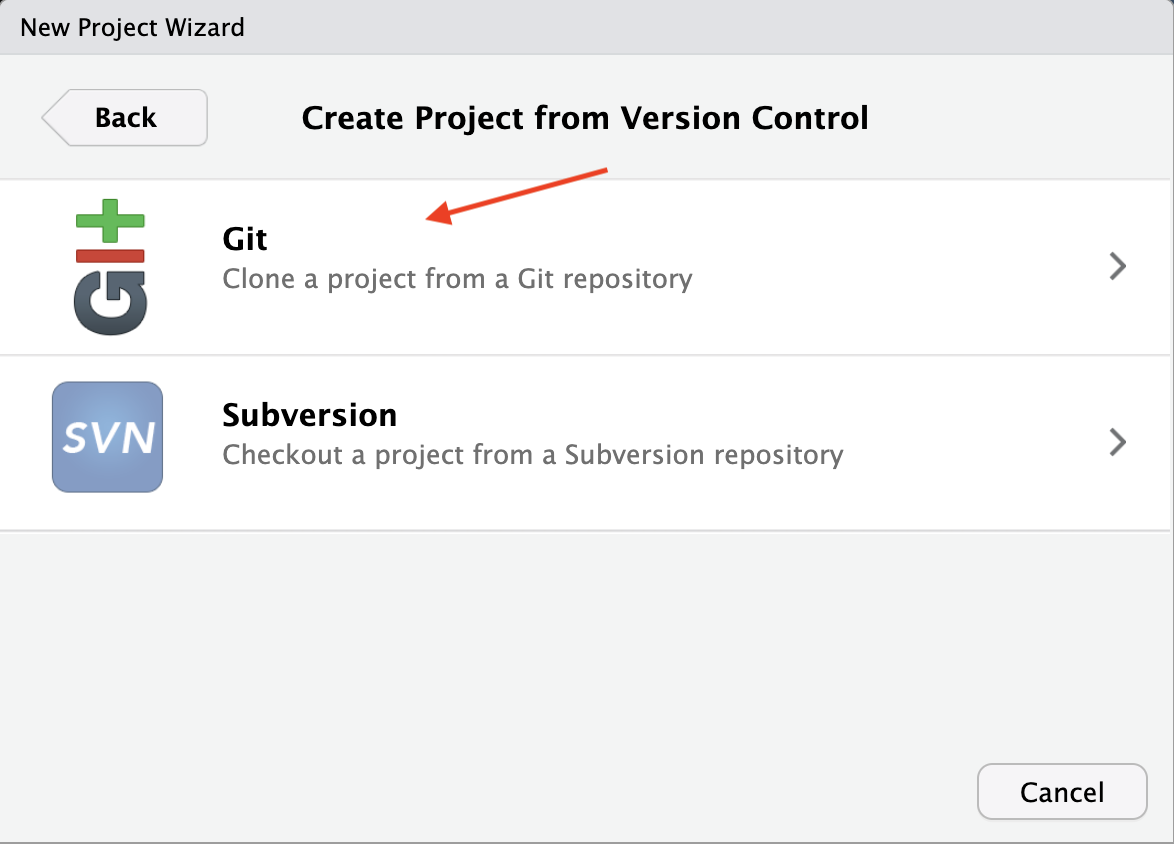 New Project Wizard
Back
Create Project from Version Control
git
Git
Clone a project from a Git repository
SVN
Subversion
Checkout a project from a Subversion repository
Cancel